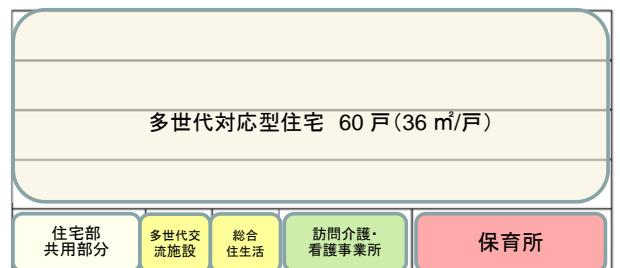 多世代対応型住宅 60 戸(36 ㎡/戸)
住宅部
共用部分
多世代交
流施設
総合
住生活
訪問介護・
看護事業所
保育所